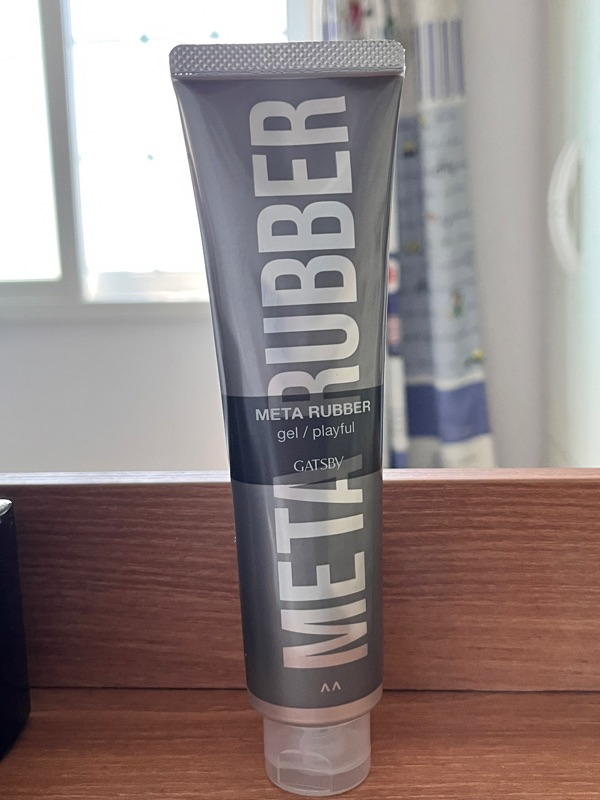 META RUBBER
META RUBBER
gel / playful
GATSBY
^^